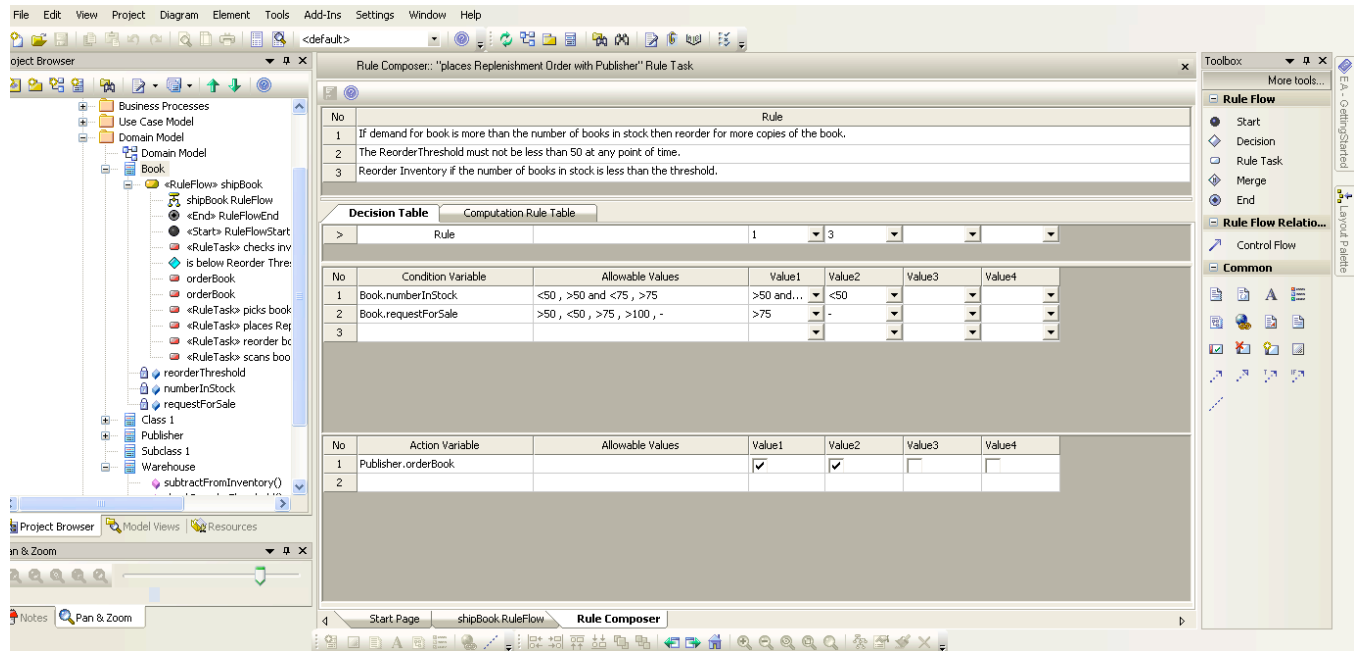 File Edit View Project Diagram Element Tools Add-Ins Settings Window Help
<default>
oject Browser
Business Processes
Use Case Model
Domain Model
Domain Model
Book
«RuleFlow» shipBook
shipBook RuleFlow
«End» RuleFlowEnd
«Start» RuleFlowStart
«RuleTask» checks inv
is below Reorder Thre
orderBook
orderBook
«RuleTask» picks book
«RuleTask» places Rep
«RuleTask» reorder bo
«RuleTask» scans boo
reorderThreshold
numberInStock
requestForSale
Class 1
Publisher
Subclass 1
Warehouse
subtractFromInventory()
Project Browser Model Views Resources
an & Zoom
Notes Pan & Zoom
Rule Composer:: "places Replenishment Order with Publisher" Rule Task
No Rule
1 If demand for book is more than the number of books in stock then reorder for more copies of the book.
2 The ReorderThreshold must not be less than 50 at any point of time.
3 Reorder Inventory if the number of books in stock is less than the threshold.
Decision Table Computation Rule Table
> Rule 1 3
No Condition Variable Allowable Values Value1 Value2 Value3 Value4
1 Book.numberInStock <50 , >50 and <75 , >75 >50 and... <50
2 Book.requestForSale >50 , <50 , >75 , >100 , - >75 -
3
No Action Variable Allowable Values Value1 Value2 Value3 Value4
1 Publisher.orderBook
2
Start Page shipBook RuleFlow Rule Composer
Toolbox
More tools...
Rule Flow
Start
Decision
Rule Task
Merge
End
Rule Flow Relatio...
Control Flow
Common
EA - GettingStarted
Layout Palette